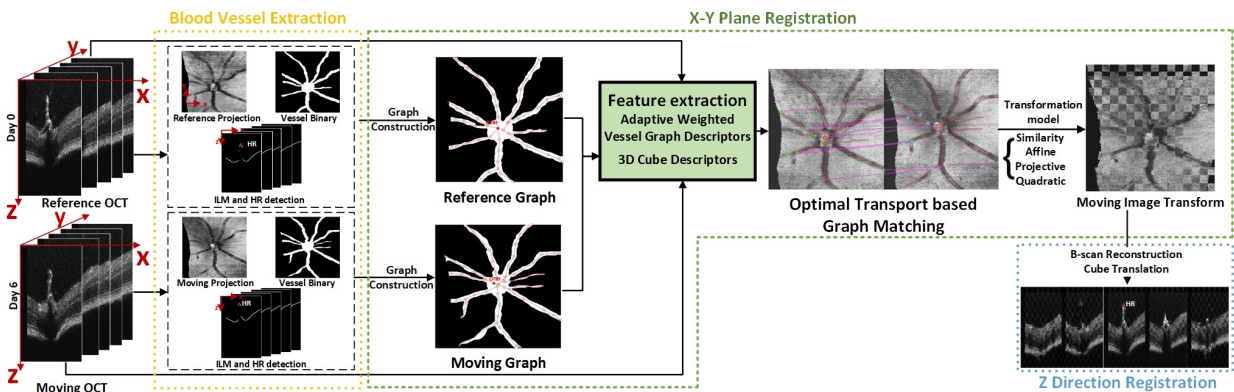 Blood Vessel Extraction
X-Y Plane Registration
y
X
Z
Day 0
Reference OCT
Reference Projection
Vessel Binary
HR
ILM and HR detection
Graph
Construction
Reference Graph
Feature extraction
Adaptive Weighted
Vessel Graph Descriptors
3D Cube Descriptors
Optimal Transport based
Graph Matching
Transformation
model
Similarity
Affine
Projective
Quadratic
Moving Image Transform
y
X
Z
Day 6
Moving OCT
Moving Projection
Vessel Binary
HR
ILM and HR detection
Graph
Construction
Moving Graph
B-scan Reconstruction
Cube Translation
HR
Z Direction Registration